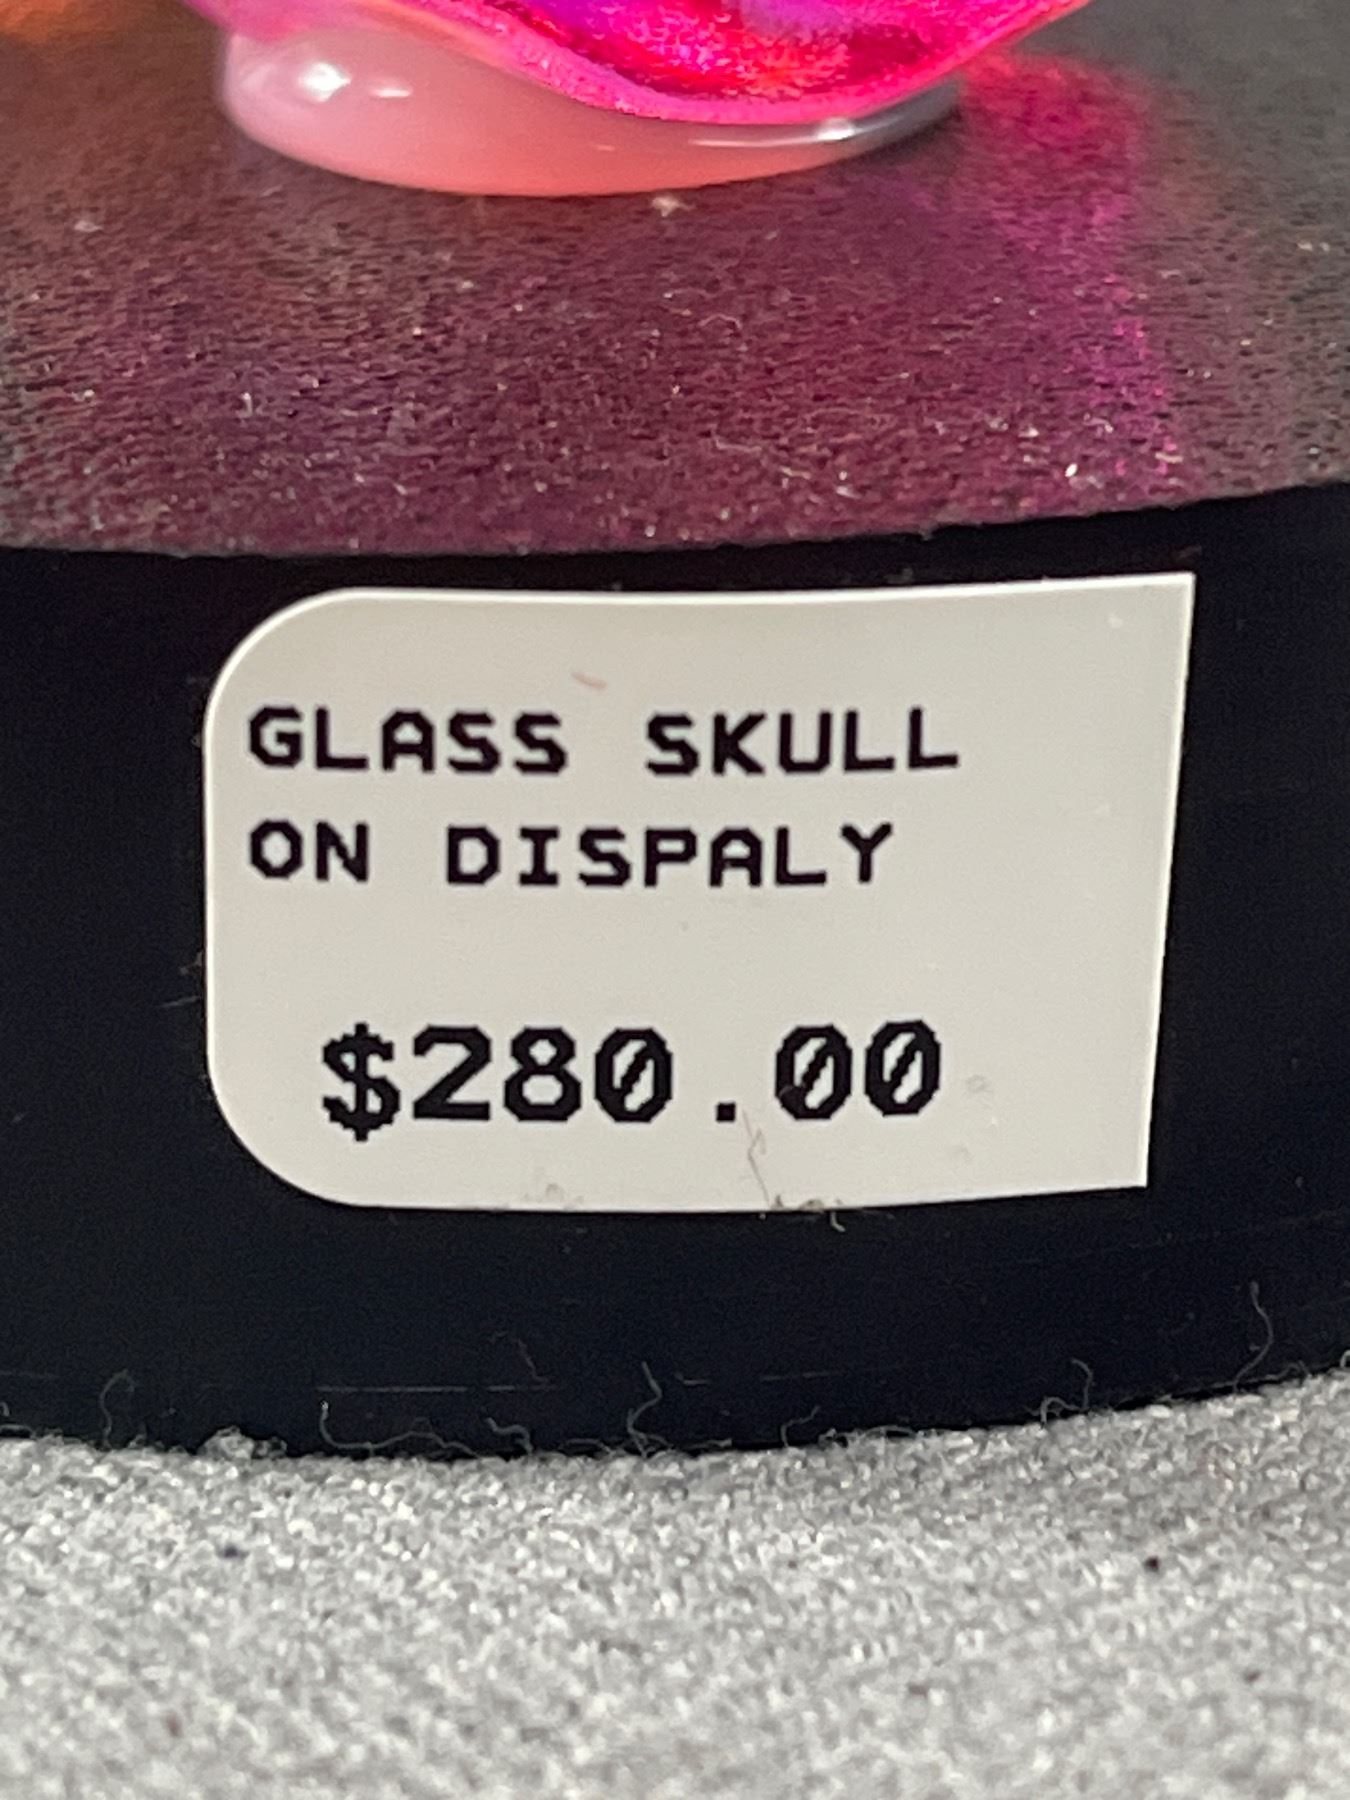 GLASS SKULL
ON DISPALY
$280.00